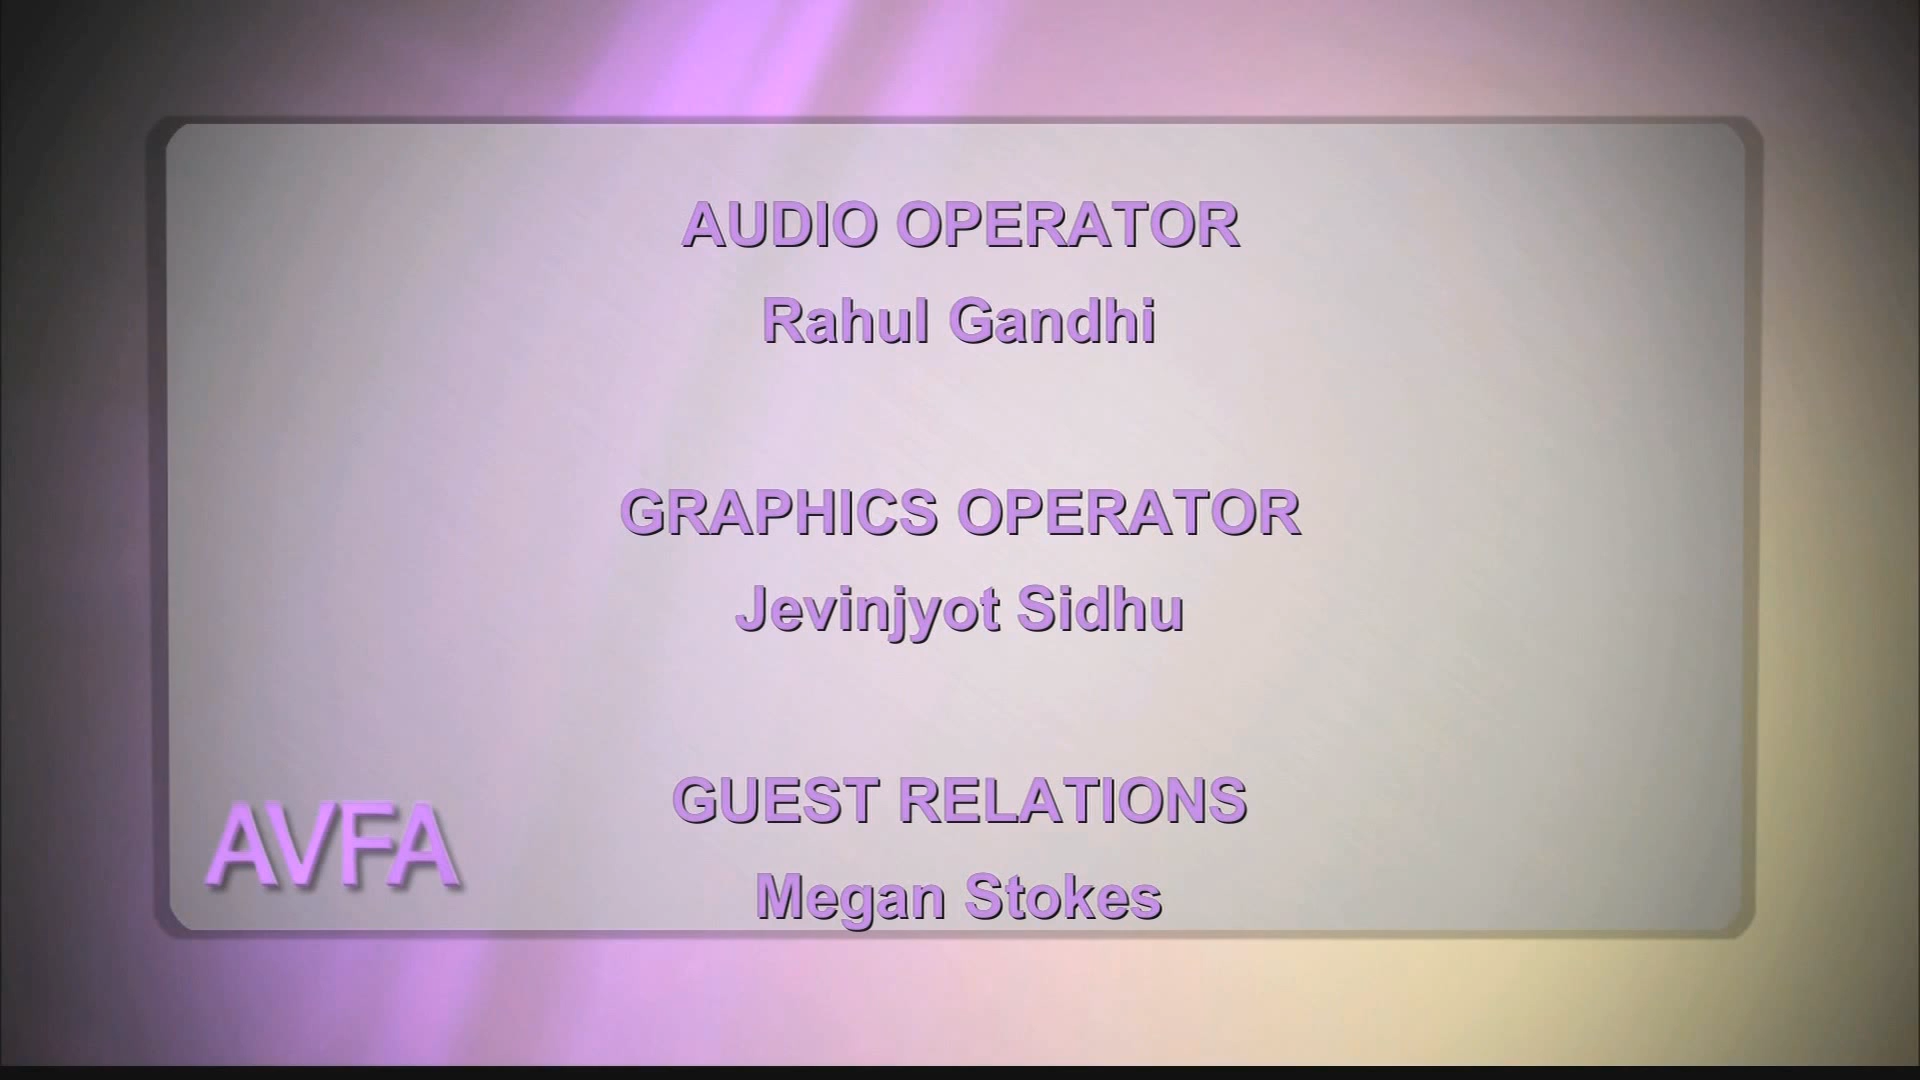 AUDIO OPERATOR
Rahul Gandhi
GRAPHICS OPERATOR
Jevinjyot Sidhu
GUEST RELATIONS
Megan Stokes
AVFA